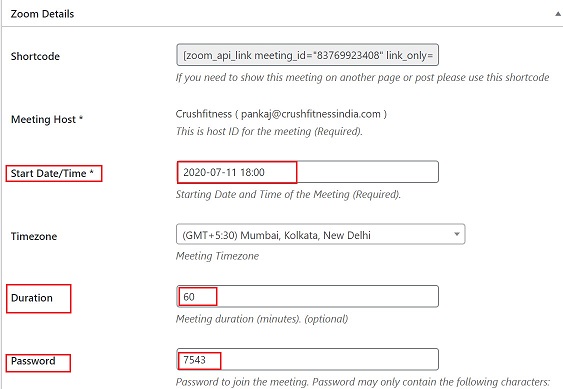 Zoom Details
Shortcode
[zoom_api_link meeting_id="83769923408" link_only=
If you need to show this meeting on another page or post please use this shortcode
Meeting Host *
Crushfitness ( pankaj@crushfitnessindia.com )
This is host ID for the meeting (Required).
Start Date/Time *
2020-07-11 18:00
Starting Date and Time of the Meeting (Required).
Timezone
(GMT+5:30) Mumbai, Kolkata, New Delhi
Meeting Timezone
Duration
60
Meeting duration (minutes). (optional)
Password
7543
Password to join the meeting. Password may only contain the following characters: